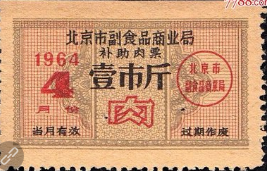 北京市副食品商业局
补助肉票
1964
4
月份
壹市斤
北京市
副食品商业局
肉
当月有效
过期作废